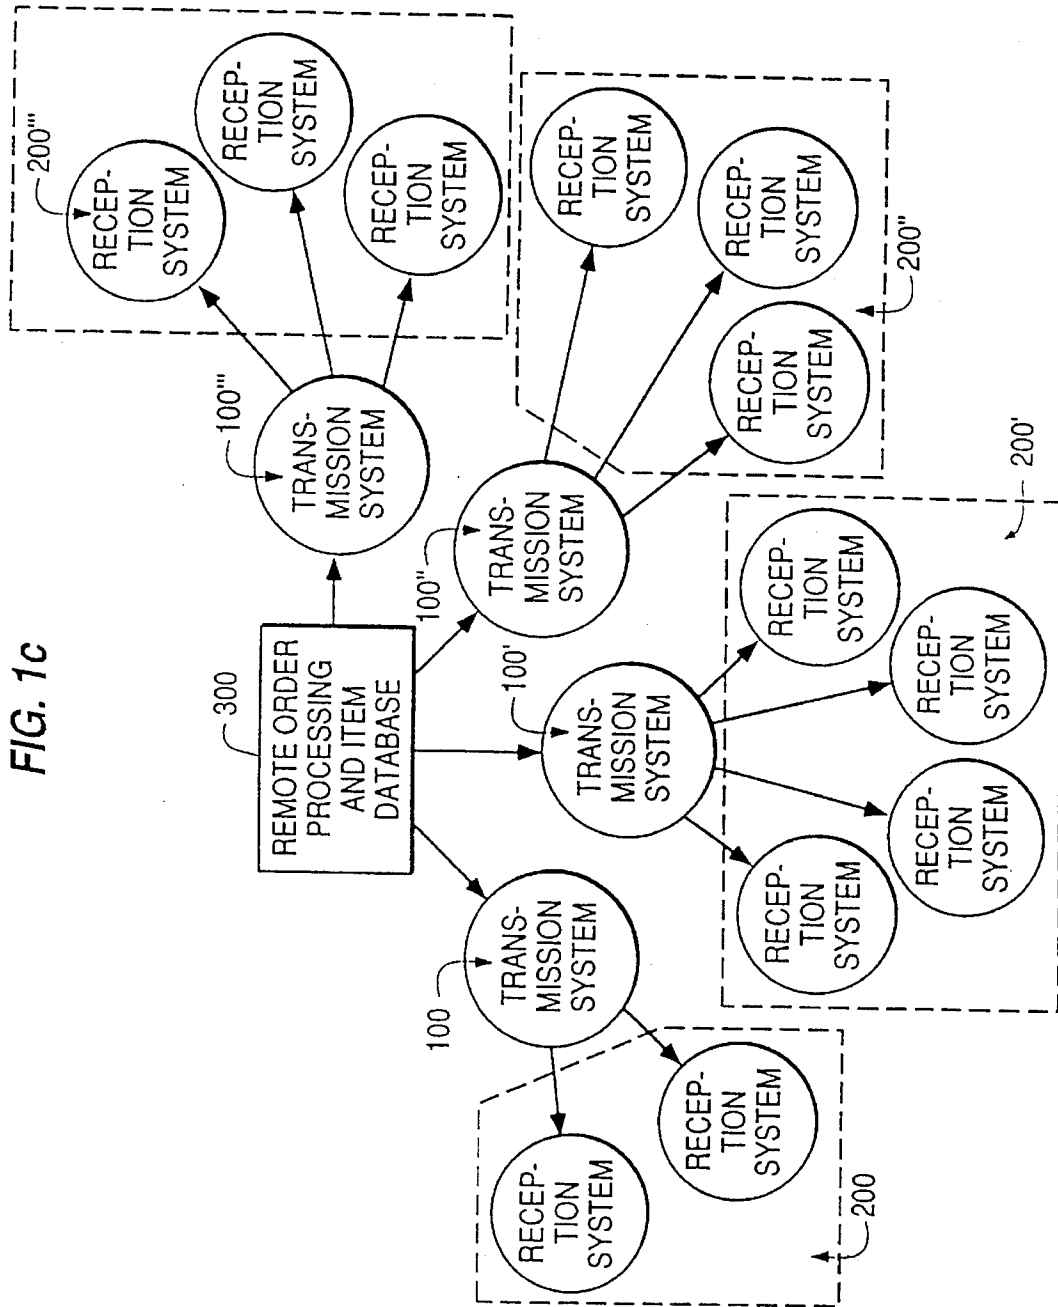 FIG. 1c
300
REMOTE ORDER
PROCESSING
AND ITEM
DATABASE
100
TRANS-
MISSION
SYSTEM
100'
TRANS-
MISSION
SYSTEM
100"
TRANS-
MISSION
SYSTEM
100'"
TRANS-
MISSION
SYSTEM
RECEP-
TION
SYSTEM
RECEP-
TION
SYSTEM
200
RECEP-
TION
SYSTEM
RECEP-
TION
SYSTEM
RECEP-
TION
SYSTEM
RECEP-
TION
SYSTEM
200'
RECEP-
TION
SYSTEM
RECEP-
TION
SYSTEM
RECEP-
TION
SYSTEM
200"
200'"
RECEP-
TION
SYSTEM
RECEP-
TION
SYSTEM
RECEP-
TION
SYSTEM